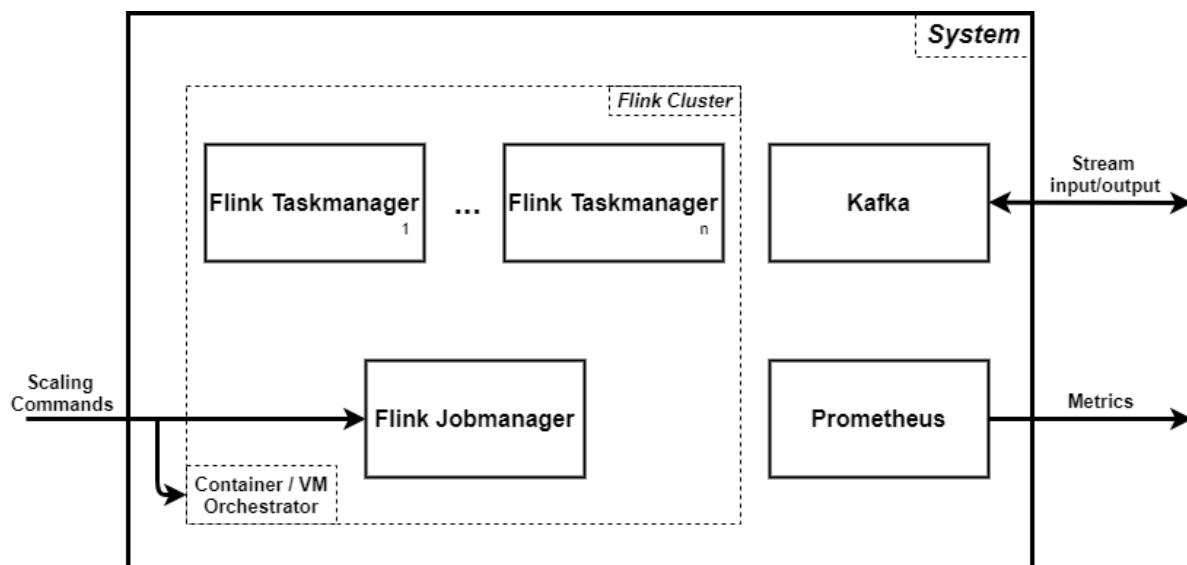 System
Flink Cluster
Flink Taskmanager
1
...
Flink Taskmanager
n
Kafka
Stream
input/output
Scaling
Commands
Flink Jobmanager
Prometheus
Metrics
Container / VM
Orchestrator